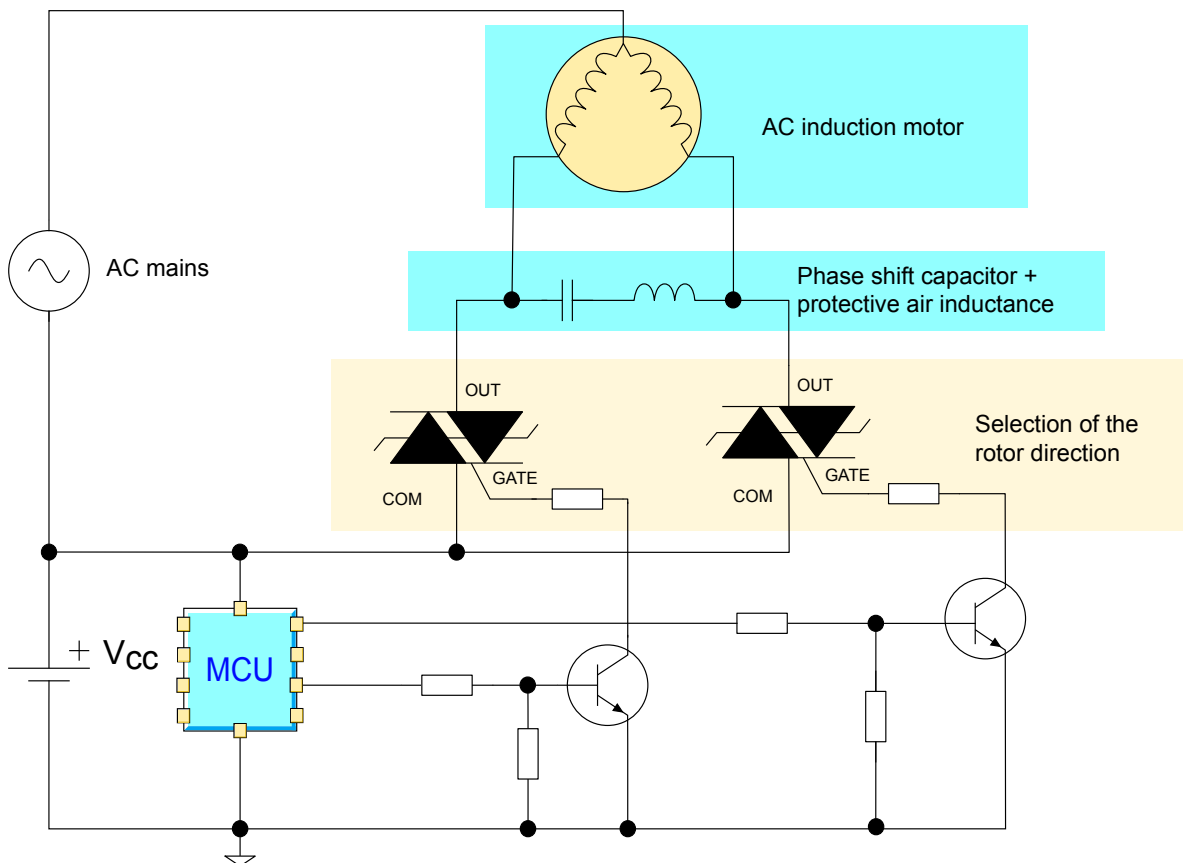 AC induction motor
AC mains
Phase shift capacitor +
protective air inductance
OUT
OUT
Selection of the
rotor direction
GATE
COM
GATE
COM
+ VCC
MCU